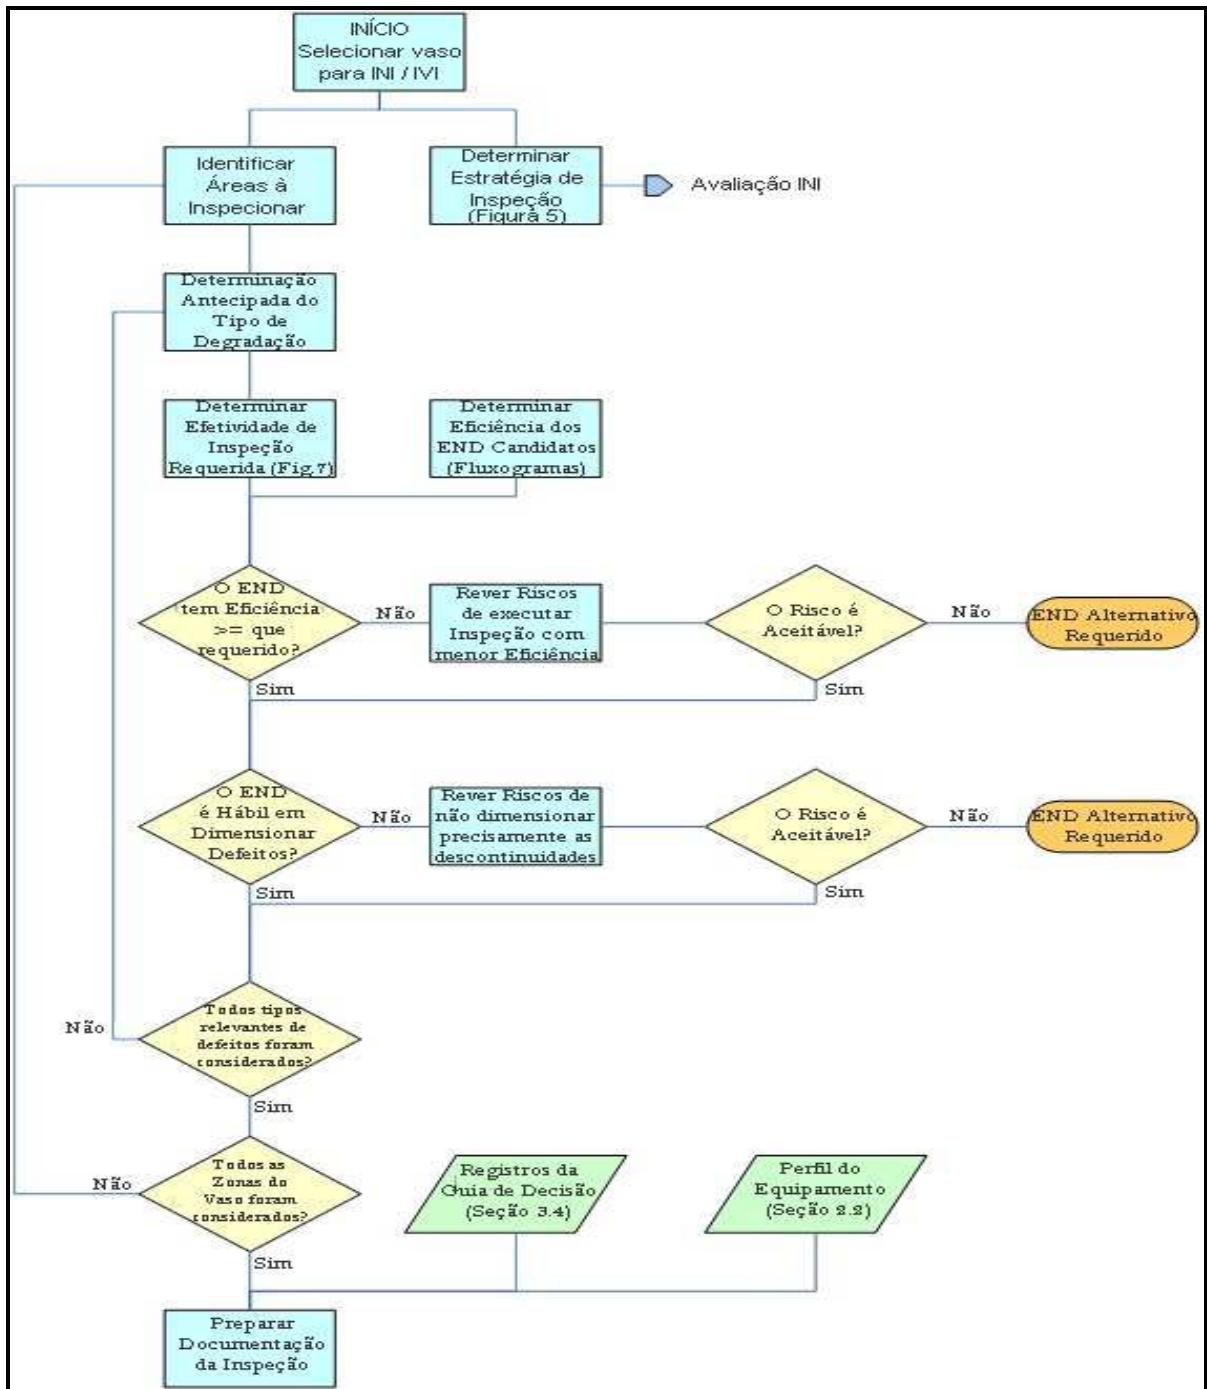 INÍCIO
Selecionar vaso
para INI / IVI
Identificar
Áreas à
Inspecionar
Determinar
Estratégia de
Inspeção
(Figura 5)
Avaliação INI
Determinação
Antecipada do
Tipo de
Degradação
Determinar
Efetividade de
Inspeção
Requerida (Fig.7)
Determinar
Eficiência dos
END Candidatos
(Fluxogramas)
O END
tem Eficiência
>= que
requerido?
Não
Rever Riscos
de executar
Inspeção com
menor Eficiência
O Risco é
Aceitável?
Não
END Alternativo
Requerido
Sim
Sim
O END
é Hábil em
Dimensionar
Defeitos?
Não
Rever Riscos de
não dimensionar
precisamente as
descontinuidades
O Risco é
Aceitável?
Não
END Alternativo
Requerido
Sim
Sim
Todos tipos
relevantes de
defeitos foram
considerados?
Não
Sim
Todos as
Zonas do
Vaso foram
considerados?
Não
Registros da
Guia de Decisão
(Seção 3.4)
Perfil do
Equipamento
(Seção 2.2)
Sim
Preparar
Documentação
da Inspeção